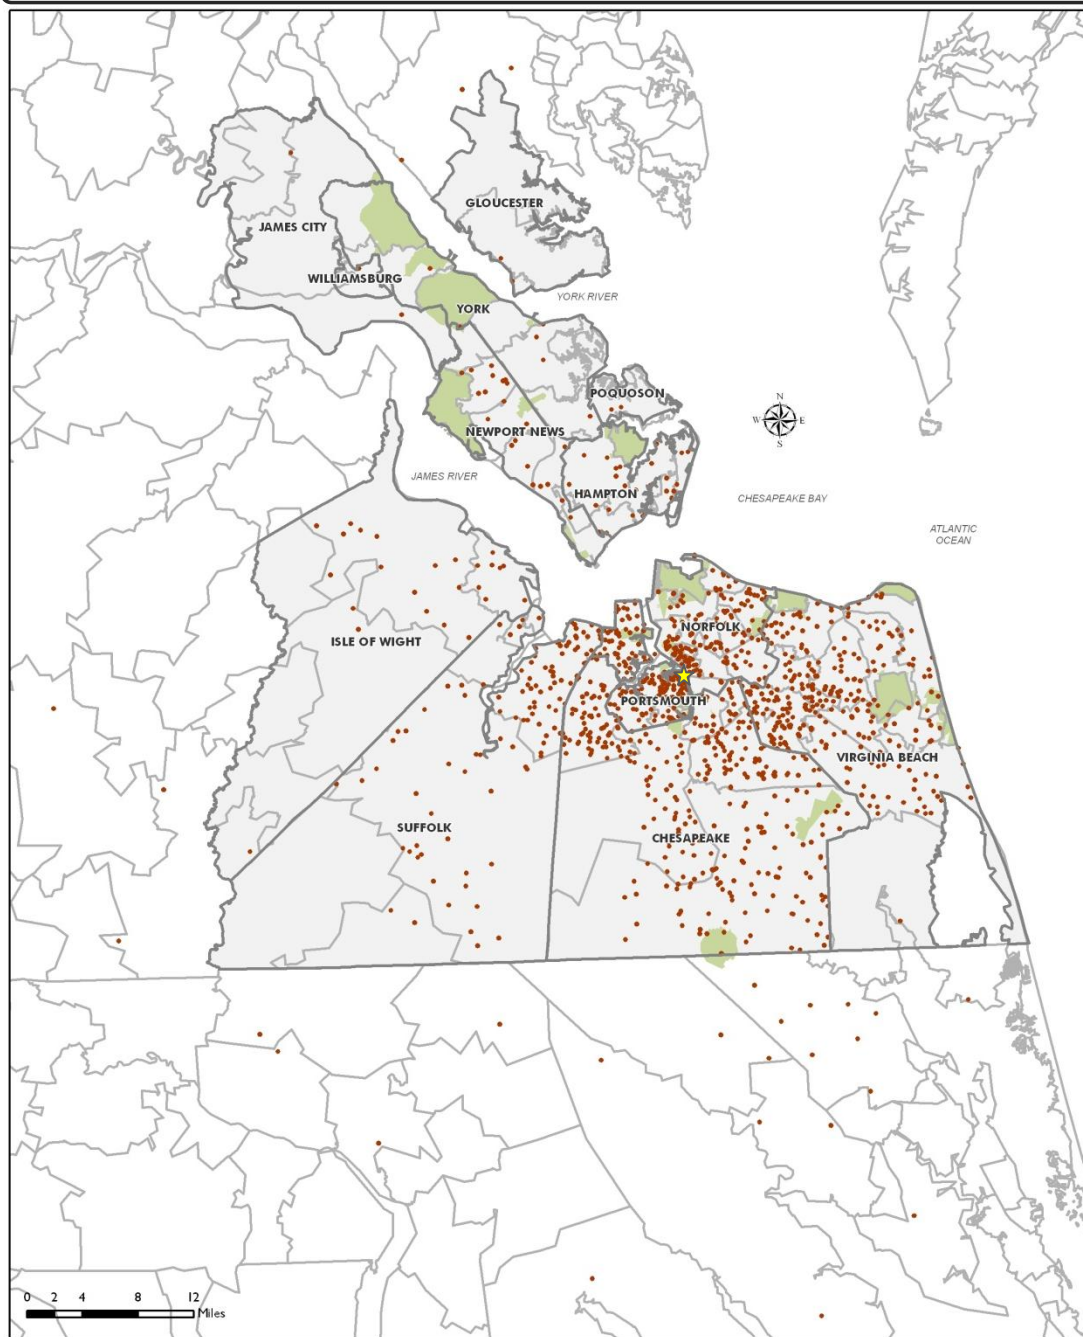 GLOUCESTER
JAMES CITY
WILLIAMSBURG
YORK RIVER
YORK
POQUOSON
N
W E
S
NEWPORT NEWS
JAMES RIVER
HAMPTON
CHESAPEAKE BAY
ATLANTIC
OCEAN
NORFOLK
ISLE OF WIGHT
PORTSMOUTH
VIRGINIA BEACH
SUFFOLK
CHESAPEAKE
0 2 4 8 12
Miles